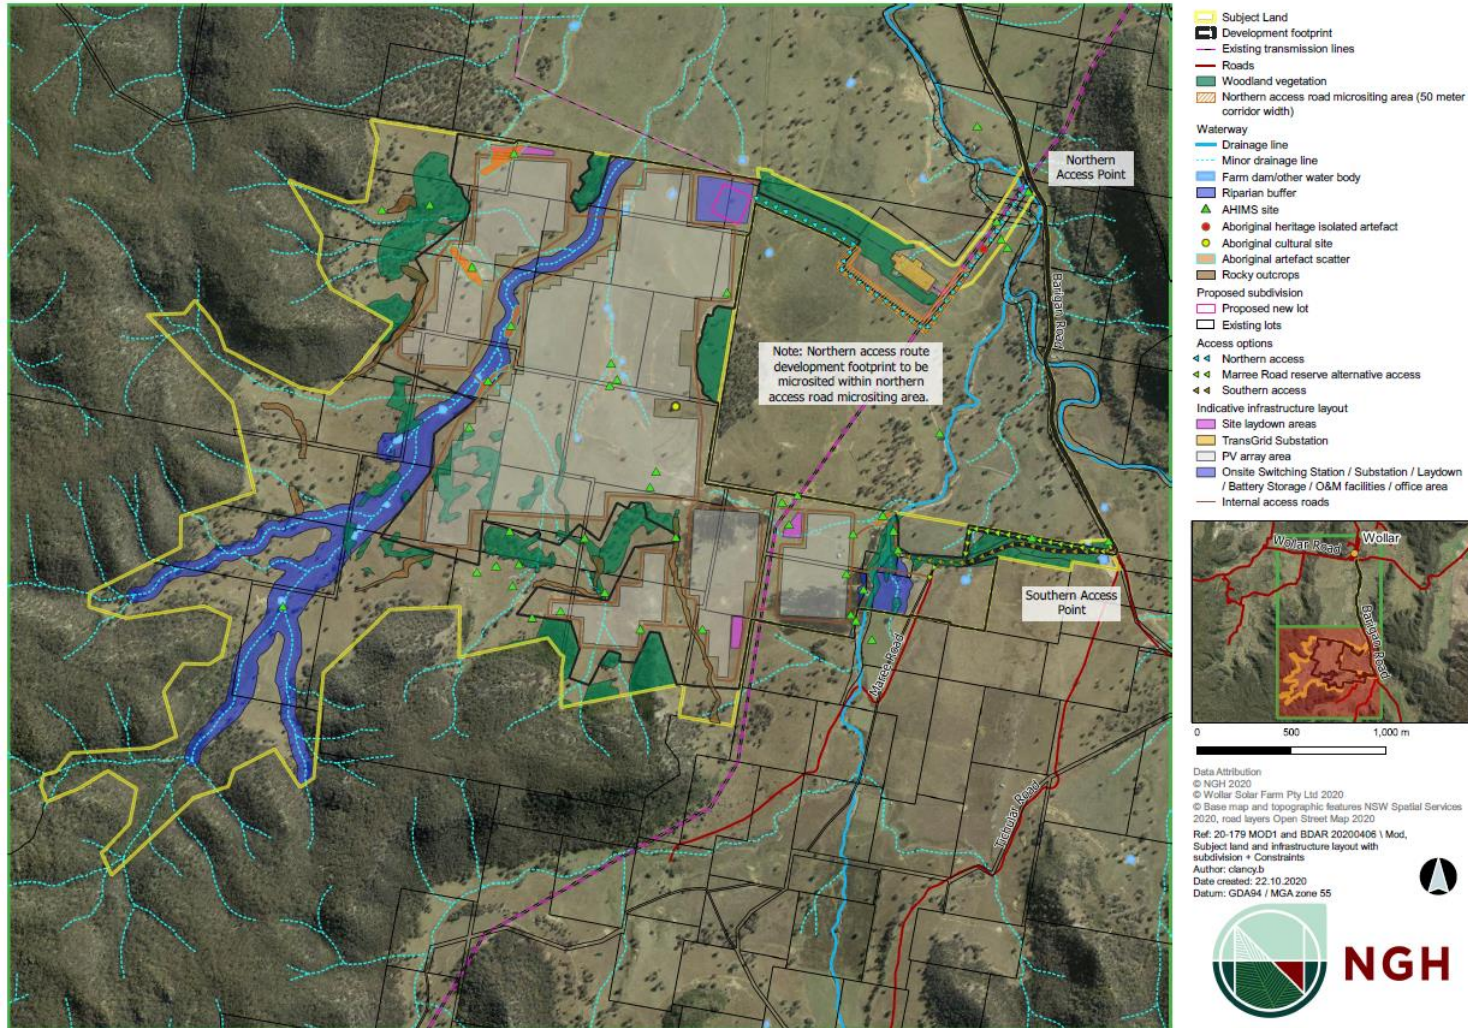 Northern
Access Point
Barigan Road
Note: Northern access route
development footprint to be
microsited within northern
access road micrositing area.
Southern Access
Point
Maree Road
Tichular Road
Subject Land
Development footprint
Existing transmission lines
Roads
Woodland vegetation
Northern access road micrositing area (50 meter
corridor width)
Waterway
Drainage line
Minor drainage line
Farm dam/other water body
Riparian buffer
AHIMS site
Aboriginal heritage isolated artefact
Aboriginal cultural site
Aboriginal artefact scatter
Rocky outcrops
Proposed subdivision
Proposed new lot
Existing lots
Access options
Northern access
Marree Road reserve alternative access
Southern access
Indicative infrastructure layout
Site laydown areas
TransGrid Substation
PV array area
Onsite Switching Station / Substation / Laydown
/ Battery Storage / O&M facilities / office area
Internal access roads
Wollar Road
Wollar
Barigan Road
0 500 1,000 m
Data Attribution
© NGH 2020
© Wollar Solar Farm Pty Ltd 2020
© Base map and topographic features NSW Spatial Services
2020, road layers Open Street Map 2020
Ref: 20-179 MOD1 and BDAR 20200406 \ Mod,
Subject land and infrastructure layout with
subdivision + Constraints
Author: clancy.b
Date created: 22.10.2020
Datum: GDA94 / MGA zone 55
NGH